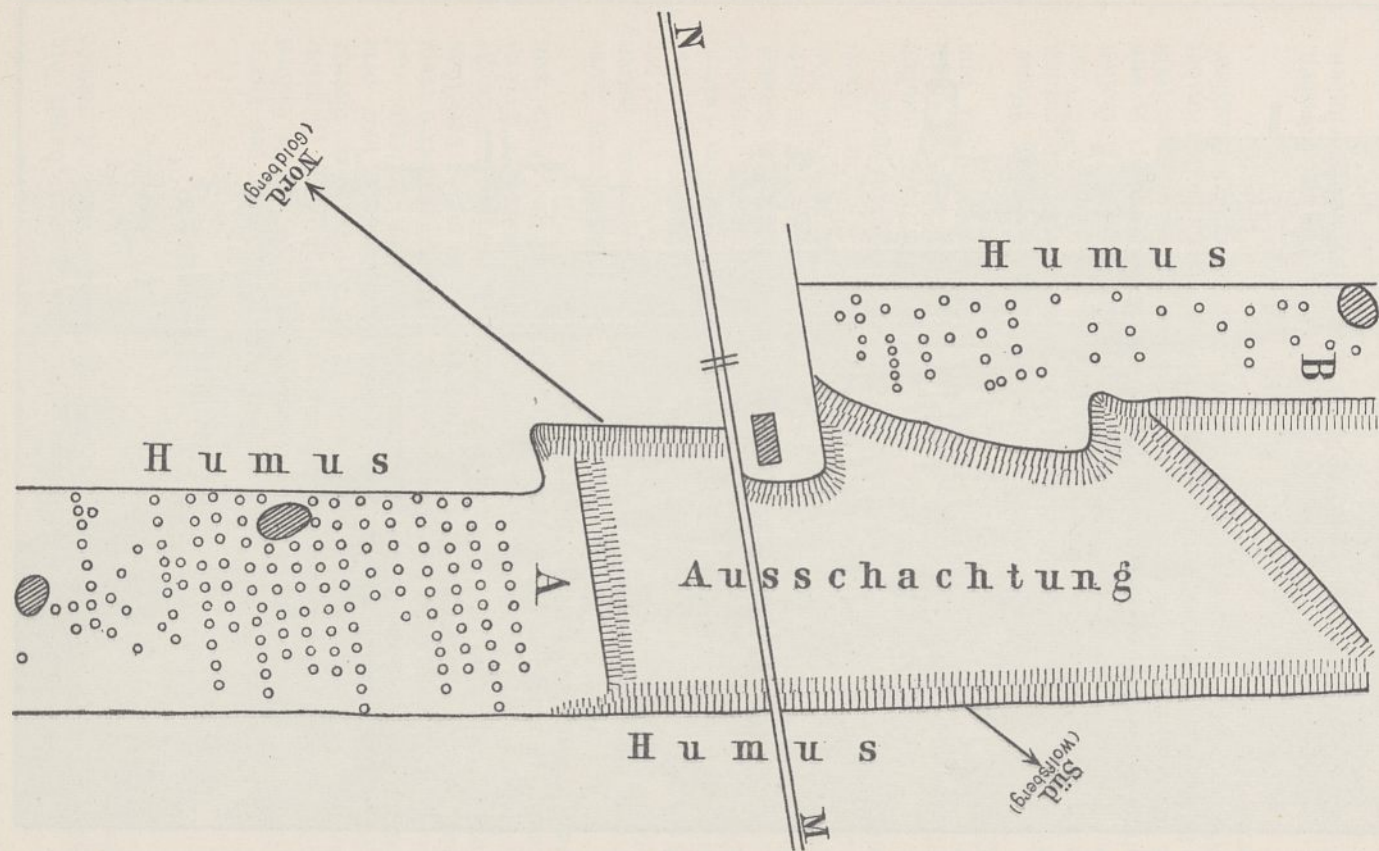 N
Nord
(Goldberg)
Humus
B
Humus
A
Ausschachtung
Humus
Süd
(Wolfsberg)
M